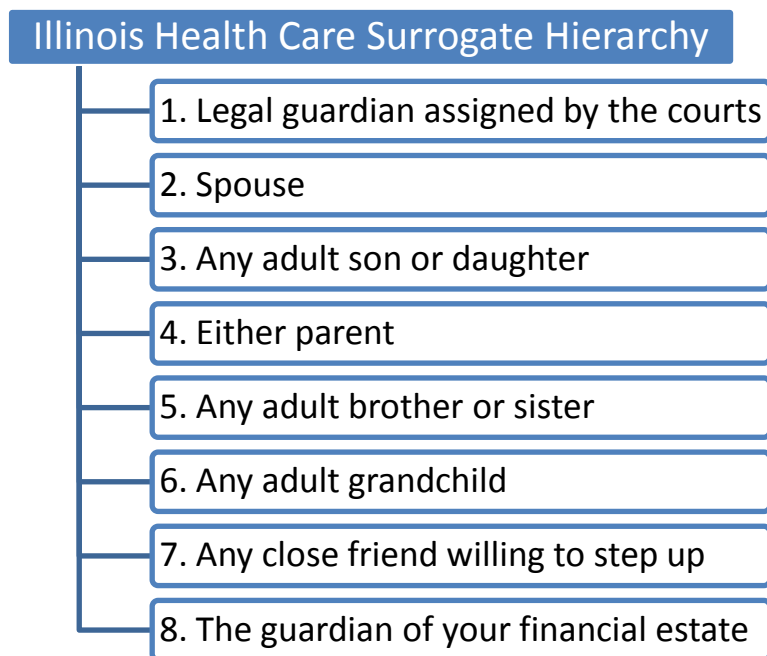 Illinois Health Care Surrogate Hierarchy
1. Legal guardian assigned by the courts
2. Spouse
3. Any adult son or daughter
4. Either parent
5. Any adult brother or sister
6. Any adult grandchild
7. Any close friend willing to step up
8. The guardian of your financial estate